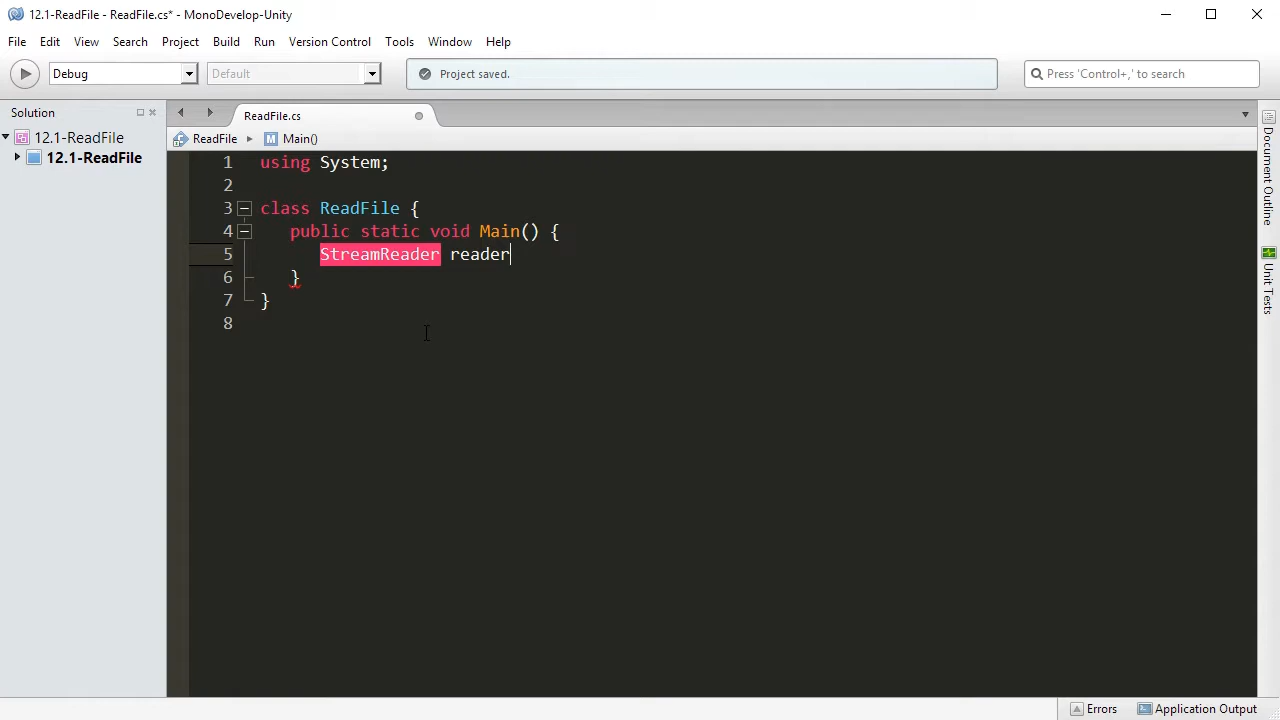 12.1-ReadFile - ReadFile.cs* - MonoDevelop-Unity
File Edit View Search Project Build Run Version Control Tools Window Help
Debug Default Project saved. Press 'Control+,' to search
Solution ReadFile.cs
12.1-ReadFile ReadFile M Main()
12.1-ReadFile
1 using System;
2
3 class ReadFile {
4 public static void Main() {
5 StreamReader reader
6 }
7 }
8
Document Outline
Unit Tests
Errors Application Output